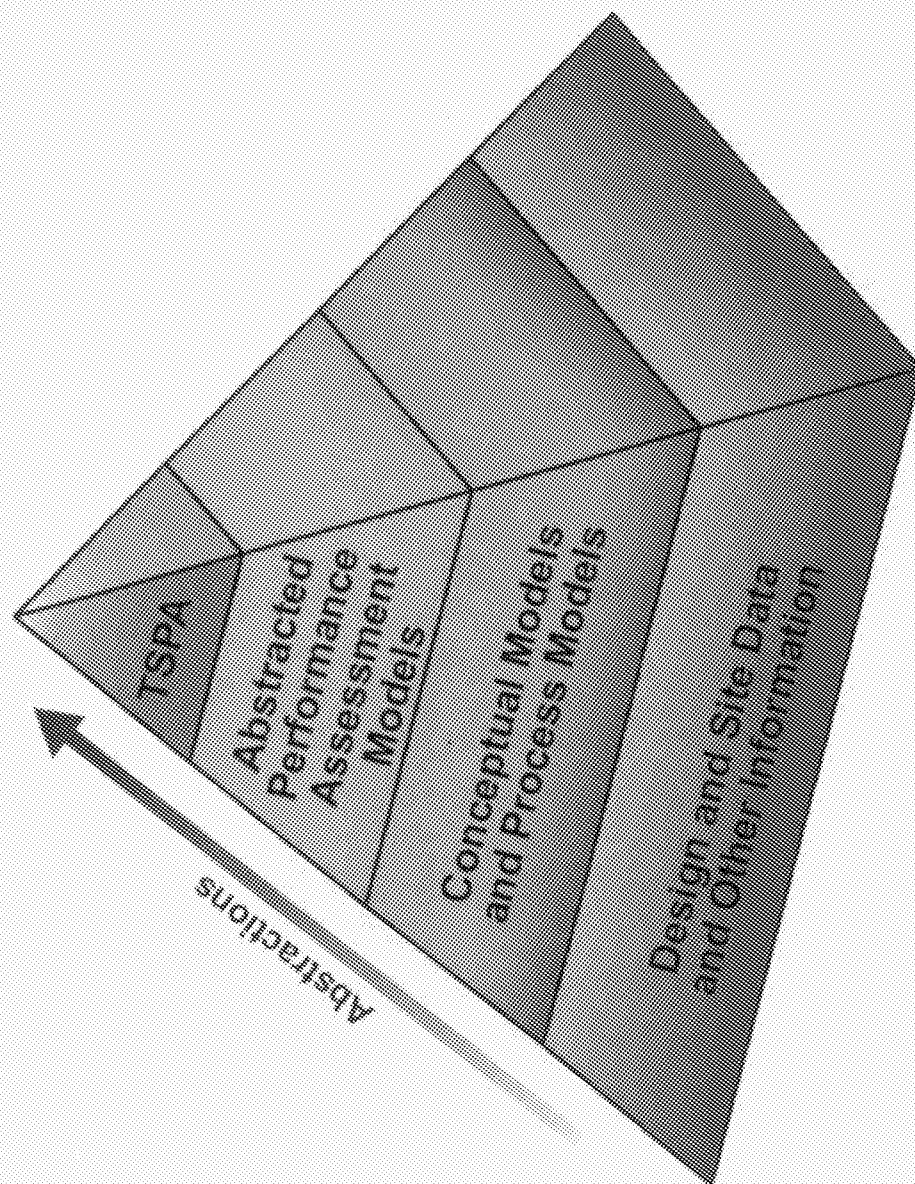 TSPA
Abstracted
Performance
Assessment
Models
Conceptual Models
and Process Models
Design and Site Data
and Other Information
Abstractions